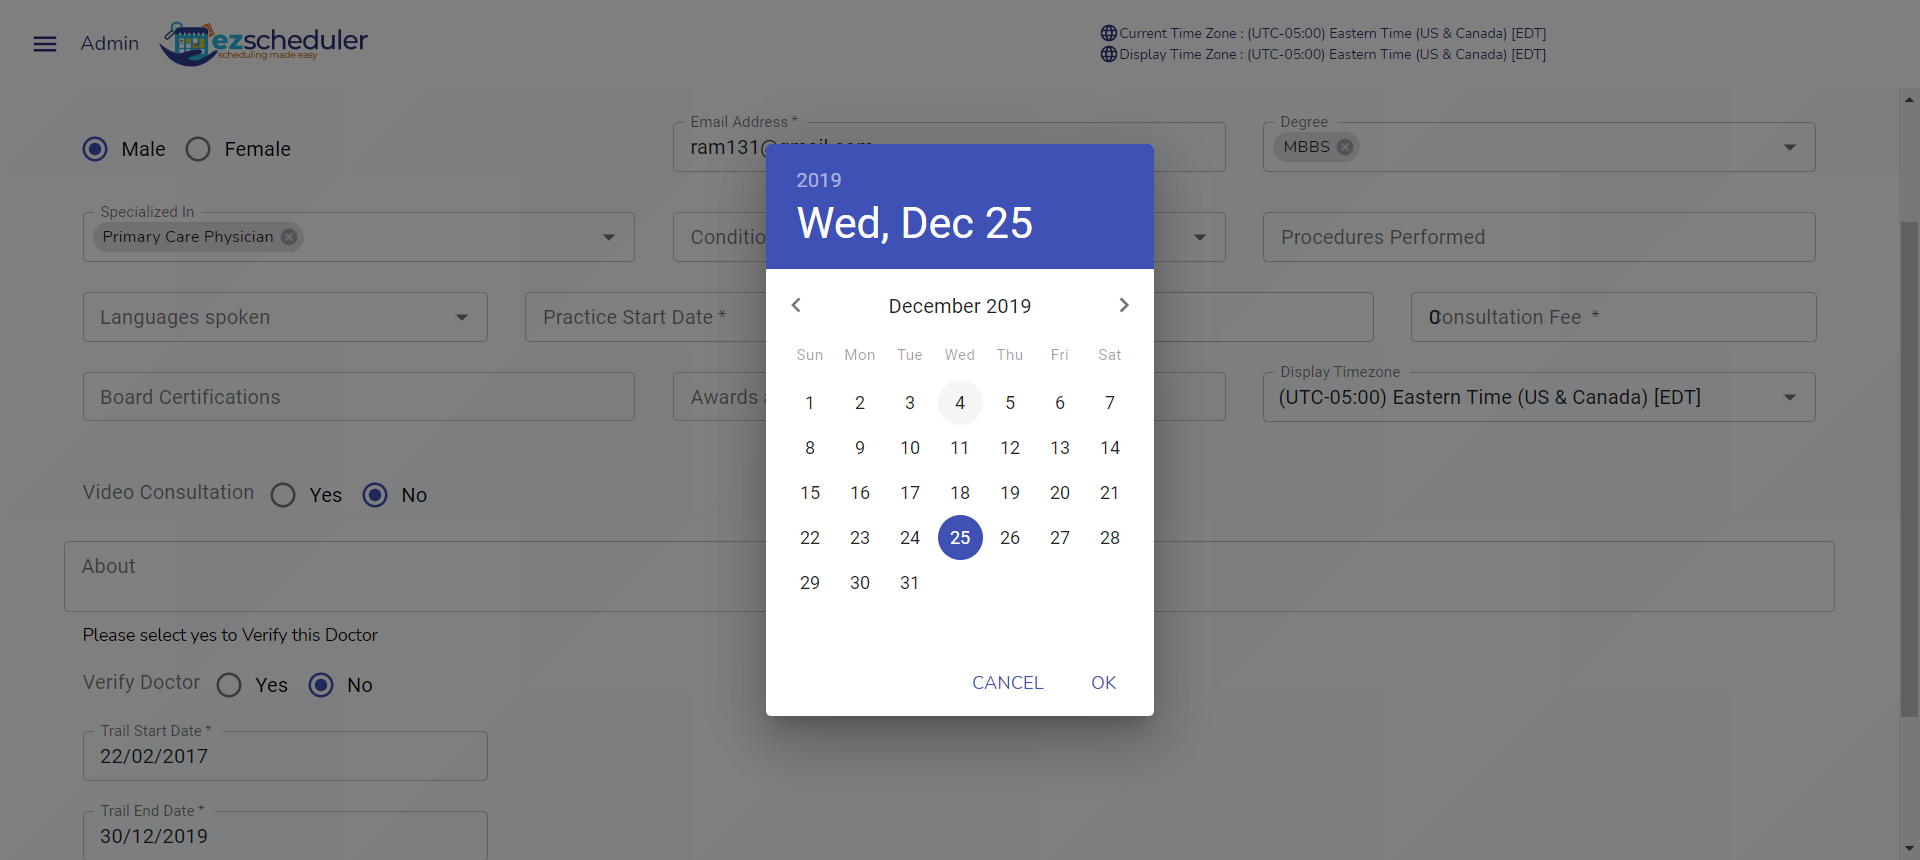 Admin
ezscheduler
scheduling made easy
Current Time Zone : (UTC-05:00) Eastern Time (US & Canada) [EDT]
Display Time Zone : (UTC-05:00) Eastern Time (US & Canada) [EDT]
Male Female
Email Address *
Degree
MBBS
Specialized In
Primary Care Physician
Procedures Performed
Languages spoken
Practice Start Date *
0
Consultation Fee *
Board Certifications
Awards
Display Timezone
(UTC-05:00) Eastern Time (US & Canada) [EDT]
Video Consultation Yes No
About
Please select yes to Verify this Doctor
Verify Doctor Yes No
Trail Start Date *
22/02/2017
Trail End Date *
30/12/2019
2019
Wed, Dec 25
December 2019
Sun Mon Tue Wed Thu Fri Sat
1 2 3 4 5 6 7
8 9 10 11 12 13 14
15 16 17 18 19 20 21
22 23 24 25 26 27 28
29 30 31
CANCEL OK